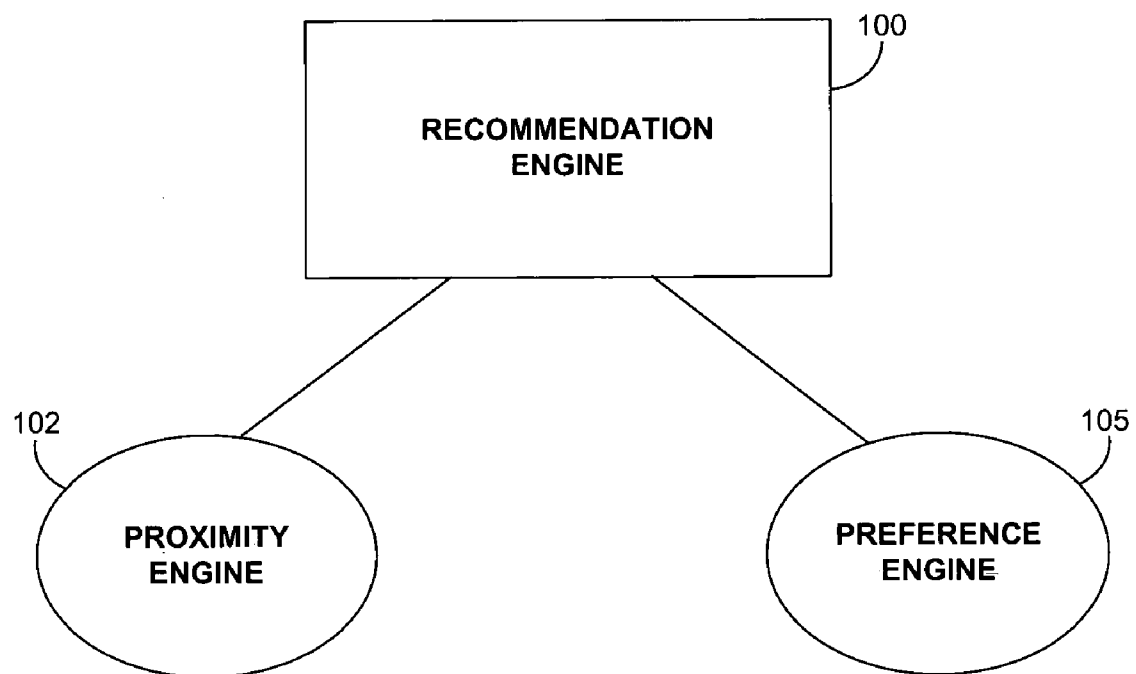 100
RECOMMENDATION
ENGINE
102
105
PROXIMITY
ENGINE
PREFERENCE
ENGINE